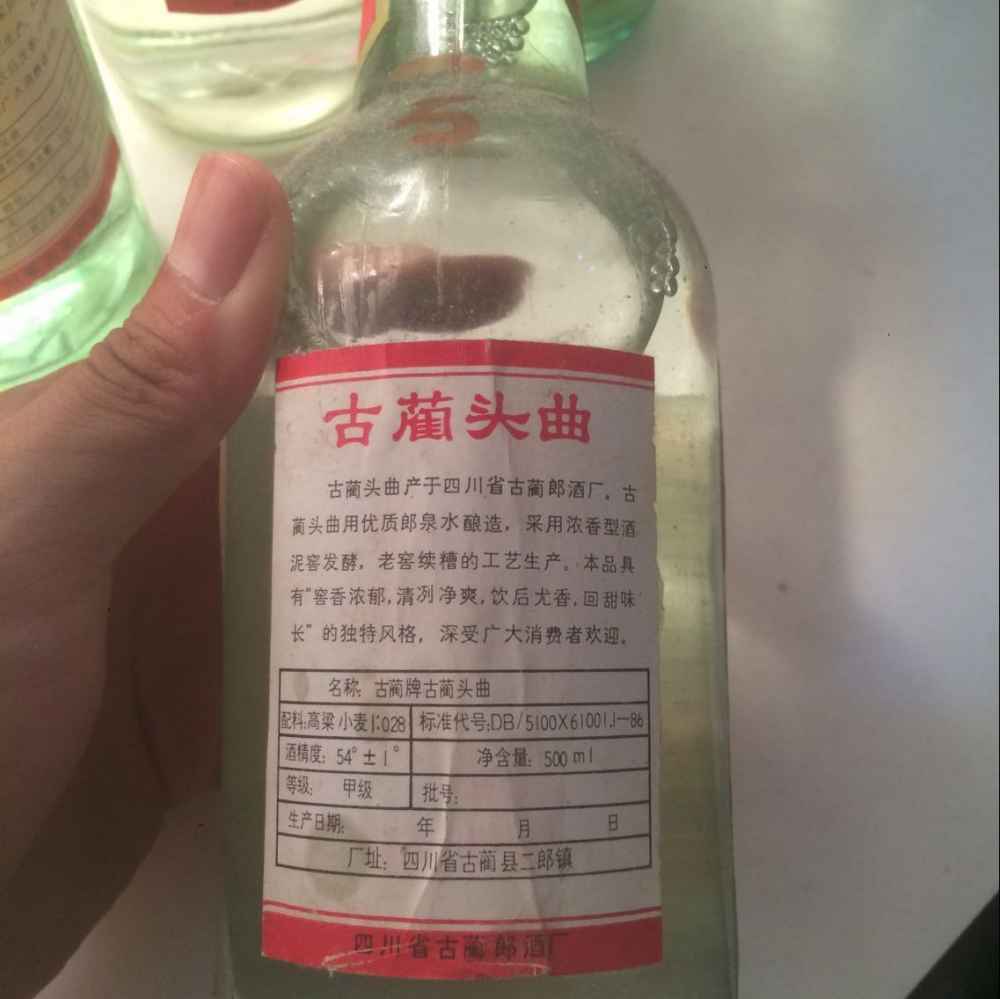 古蔺头曲
古蔺头曲产于四川省古蔺郎酒厂。古
蔺头曲用优质郎泉水酿造，采用浓香型酒
泥窖发酵，老窖续糟的工艺生产。本品具
有"窖香浓郁，清冽净爽，饮后尤香，回甜味
长"的独特风格，深受广大消费者欢迎。
名称：古蔺牌古蔺头曲
配料：高粱 小麦 1:028 标准代号：DB/5100X61001.1—86
酒精度：54°±1° 净含量：500ml
等级：甲级 批号：
生产日期： 年 月 日
厂址：四川省古蔺县二郎镇
四川省古蔺郎酒厂